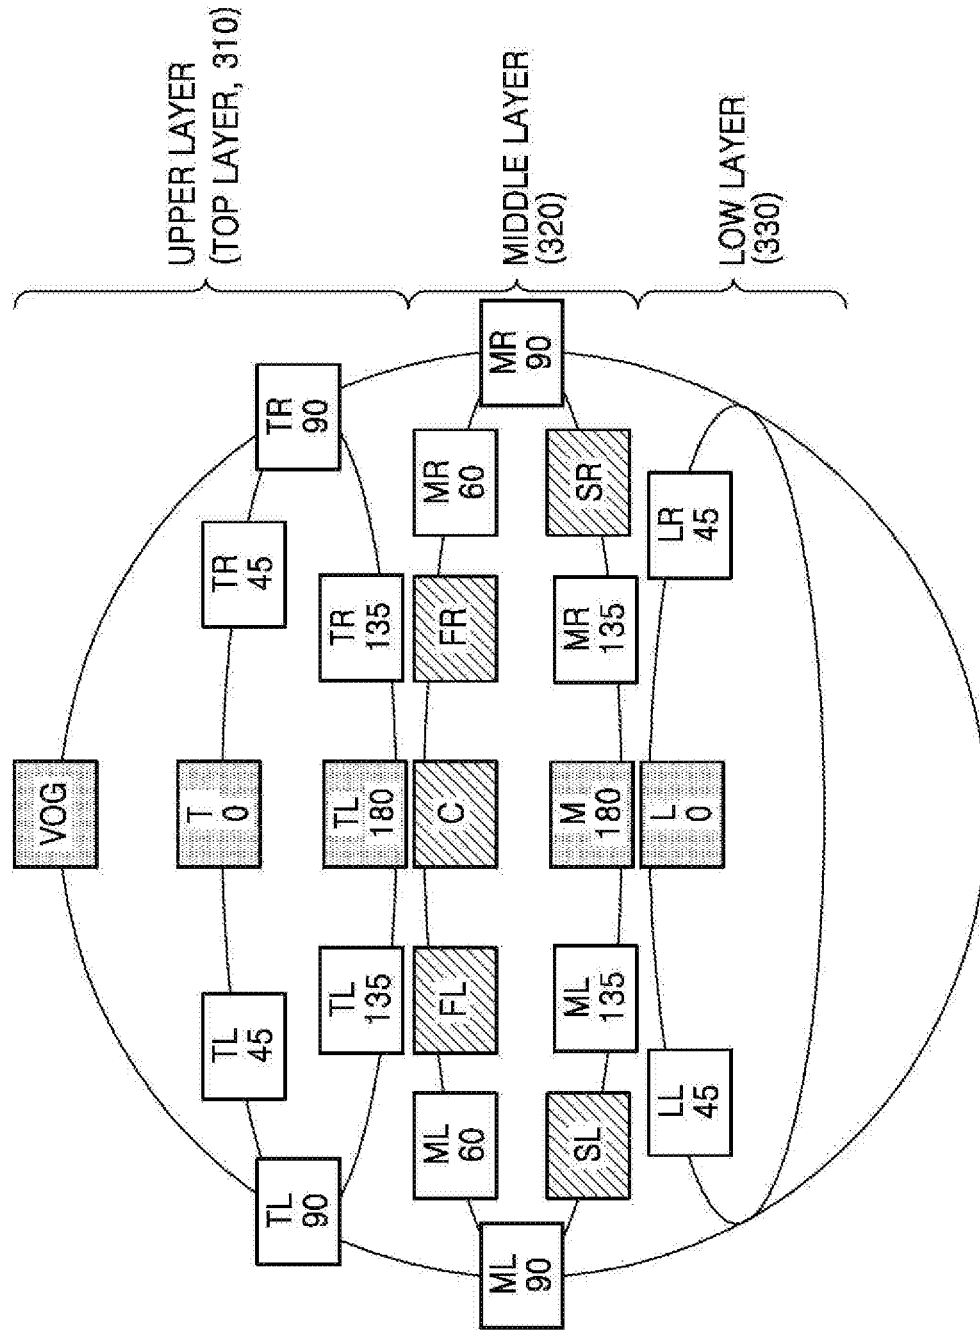 VOG
UPPER LAYER
(TOP LAYER, 310)
TL
45
T
0
TR
45
TL
90
TR
90
TL
135
TL
180
TR
135
MIDDLE LAYER
(320)
ML
60
FL
C
FR
MR
60
ML
90
MR
90
SL
ML
135
M
180
MR
135
SR
LOW LAYER
(330)
LL
45
L
0
LR
45